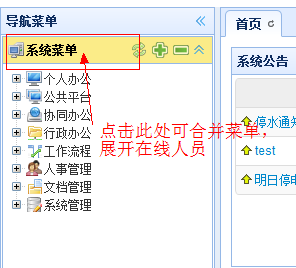 导航菜单
首页
系统菜单
系统公告
个人办公
公共平台
协同办公
停水通知
行政办公
点击此处可合并菜单，
展开在线人员
工作流程
test
人事管理
文档管理
明日停电
系统管理